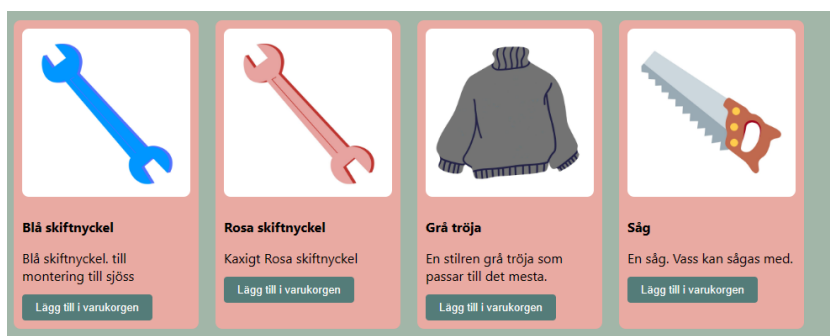 Blå skiftnyckel
Blå skiftnyckel. till
montering till sjöss
Lägg till i varukorgen
Rosa skiftnyckel
Kaxigt Rosa skiftnyckel
Lägg till i varukorgen
Grå tröja
En stilren grå tröja som
passar till det mesta.
Lägg till i varukorgen
Såg
En såg. Vass kan sågas med.
Lägg till i varukorgen